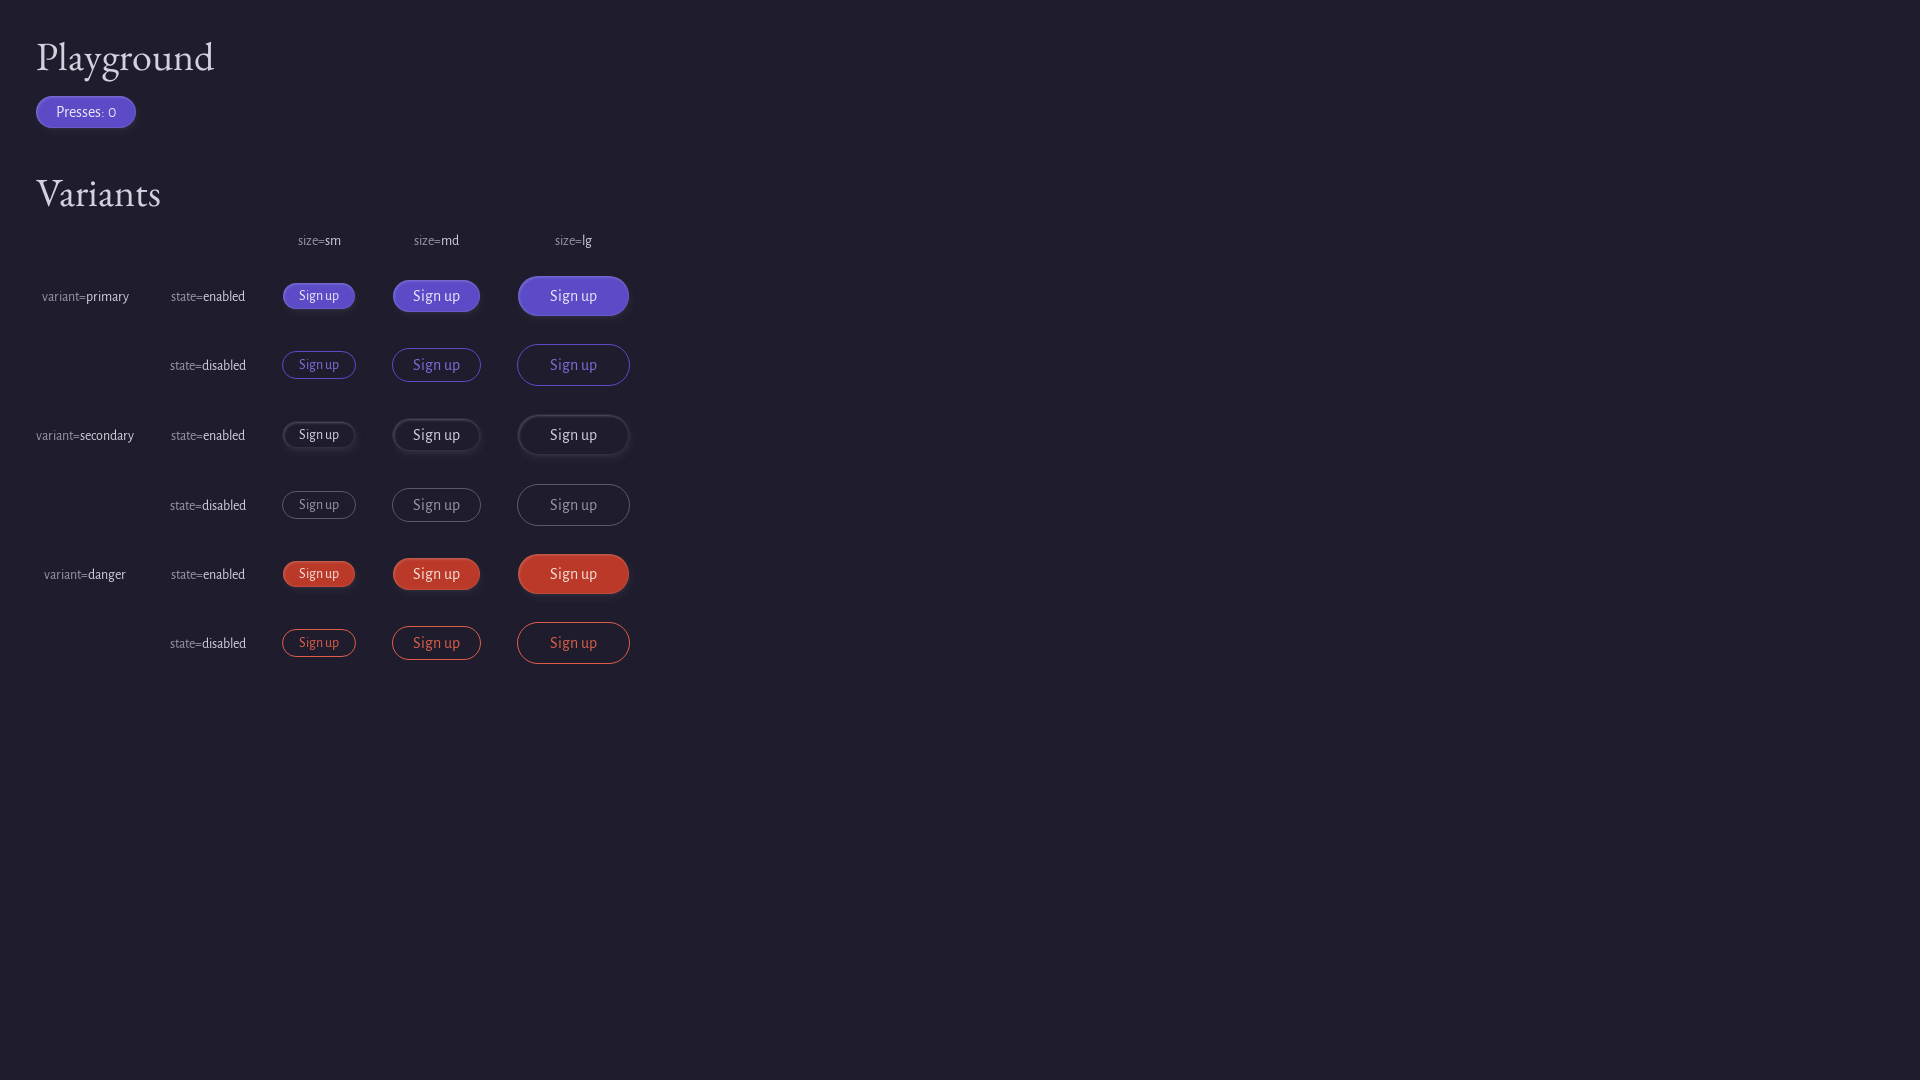 Playground
Presses: 0
Variants
size=sm size=md size=lg
variant=primary state=enabled Sign up Sign up Sign up
state=disabled Sign up Sign up Sign up
variant=secondary state=enabled Sign up Sign up Sign up
state=disabled Sign up Sign up Sign up
variant=danger state=enabled Sign up Sign up Sign up
state=disabled Sign up Sign up Sign up